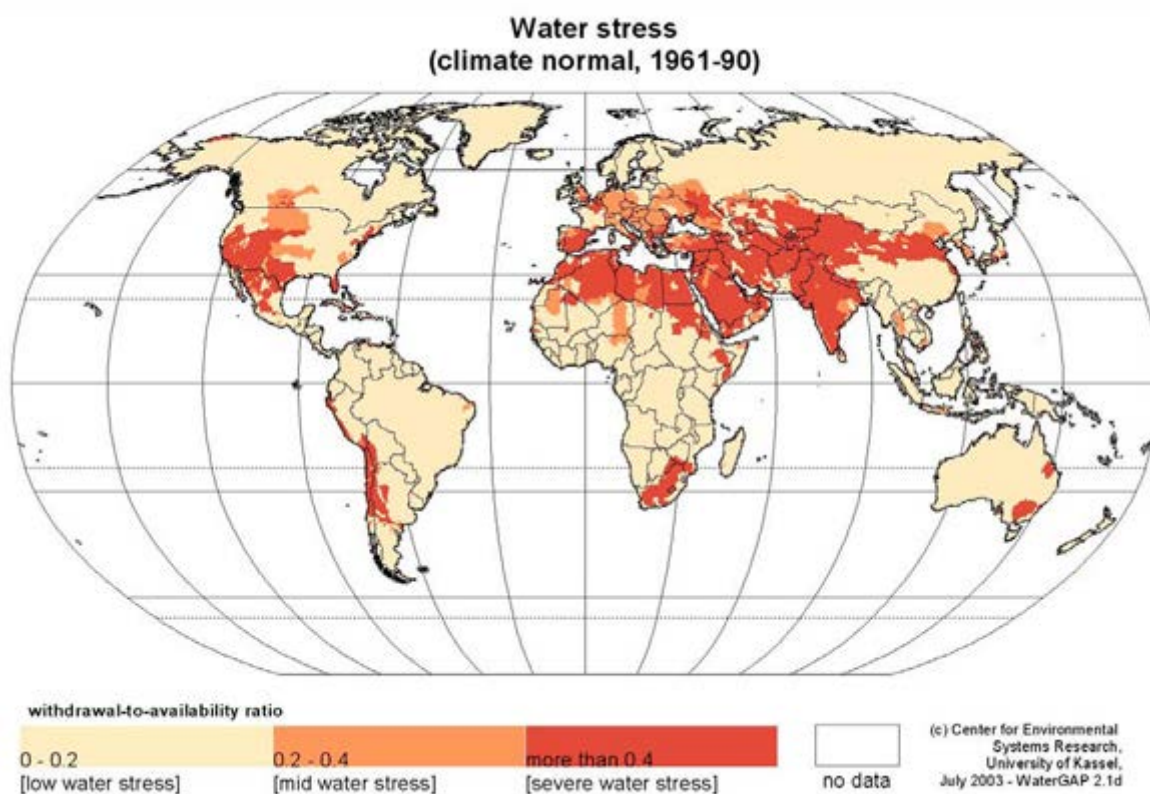 Water stress
(climate normal, 1961-90)
withdrawal-to-availability ratio
0 - 0.2
0.2 - 0.4
more than 0.4
[low water stress]
[mid water stress]
[severe water stress]
no data
(c) Center for Environmental
Systems Research,
University of Kassel,
July 2003 - WaterGAP 2.1d